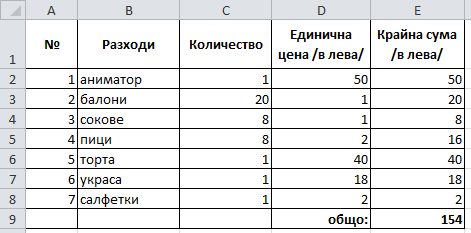 A B C D E
1 № Разходи Количество Единична цена /в лева/ Крайна сума /в лева/
2 1 аниматор 1 50 50
3 2 балони 20 1 20
4 3 сокове 8 1 8
5 4 пици 8 2 16
6 5 торта 1 40 40
7 6 украса 1 18 18
8 7 салфетки 1 2 2
9 общо: 154